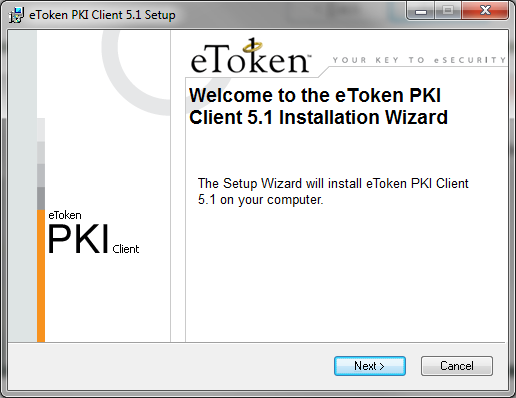 eToken PKI Client 5.1 Setup
eToken™
YOUR KEY TO eSECURITY
Welcome to the eToken PKI
Client 5.1 Installation Wizard
The Setup Wizard will install eToken PKI Client
5.1 on your computer.
eToken
PKI Client
Next >
Cancel